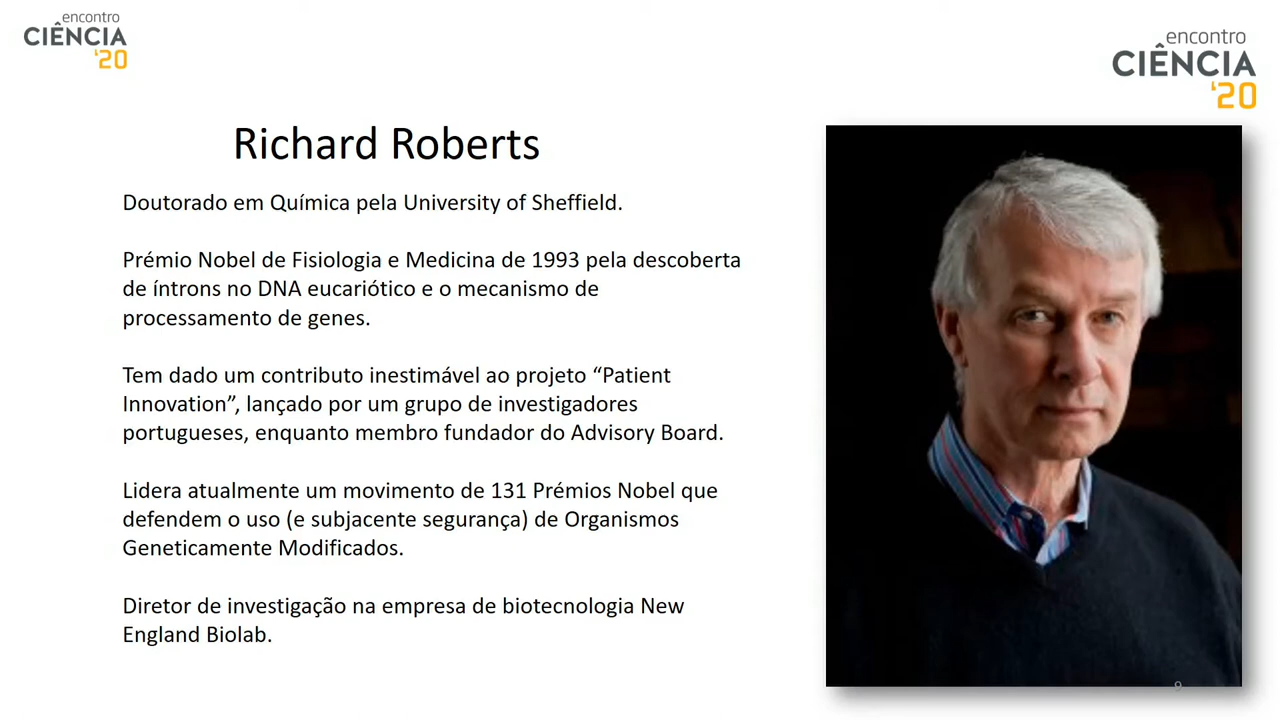 encontro
CIÊNCIA
'20
encontro
CIÊNCIA
'20
Richard Roberts
Doutorado em Química pela University of Sheffield.
Prémio Nobel de Fisiologia e Medicina de 1993 pela descoberta
de íntrons no DNA eucariótico e o mecanismo de
processamento de genes.
Tem dado um contributo inestimável ao projeto “Patient
Innovation”, lançado por um grupo de investigadores
portugueses, enquanto membro fundador do Advisory Board.
Lidera atualmente um movimento de 131 Prémios Nobel que
defendem o uso (e subjacente segurança) de Organismos
Geneticamente Modificados.
Diretor de investigação na empresa de biotecnologia New
England Biolab.
9